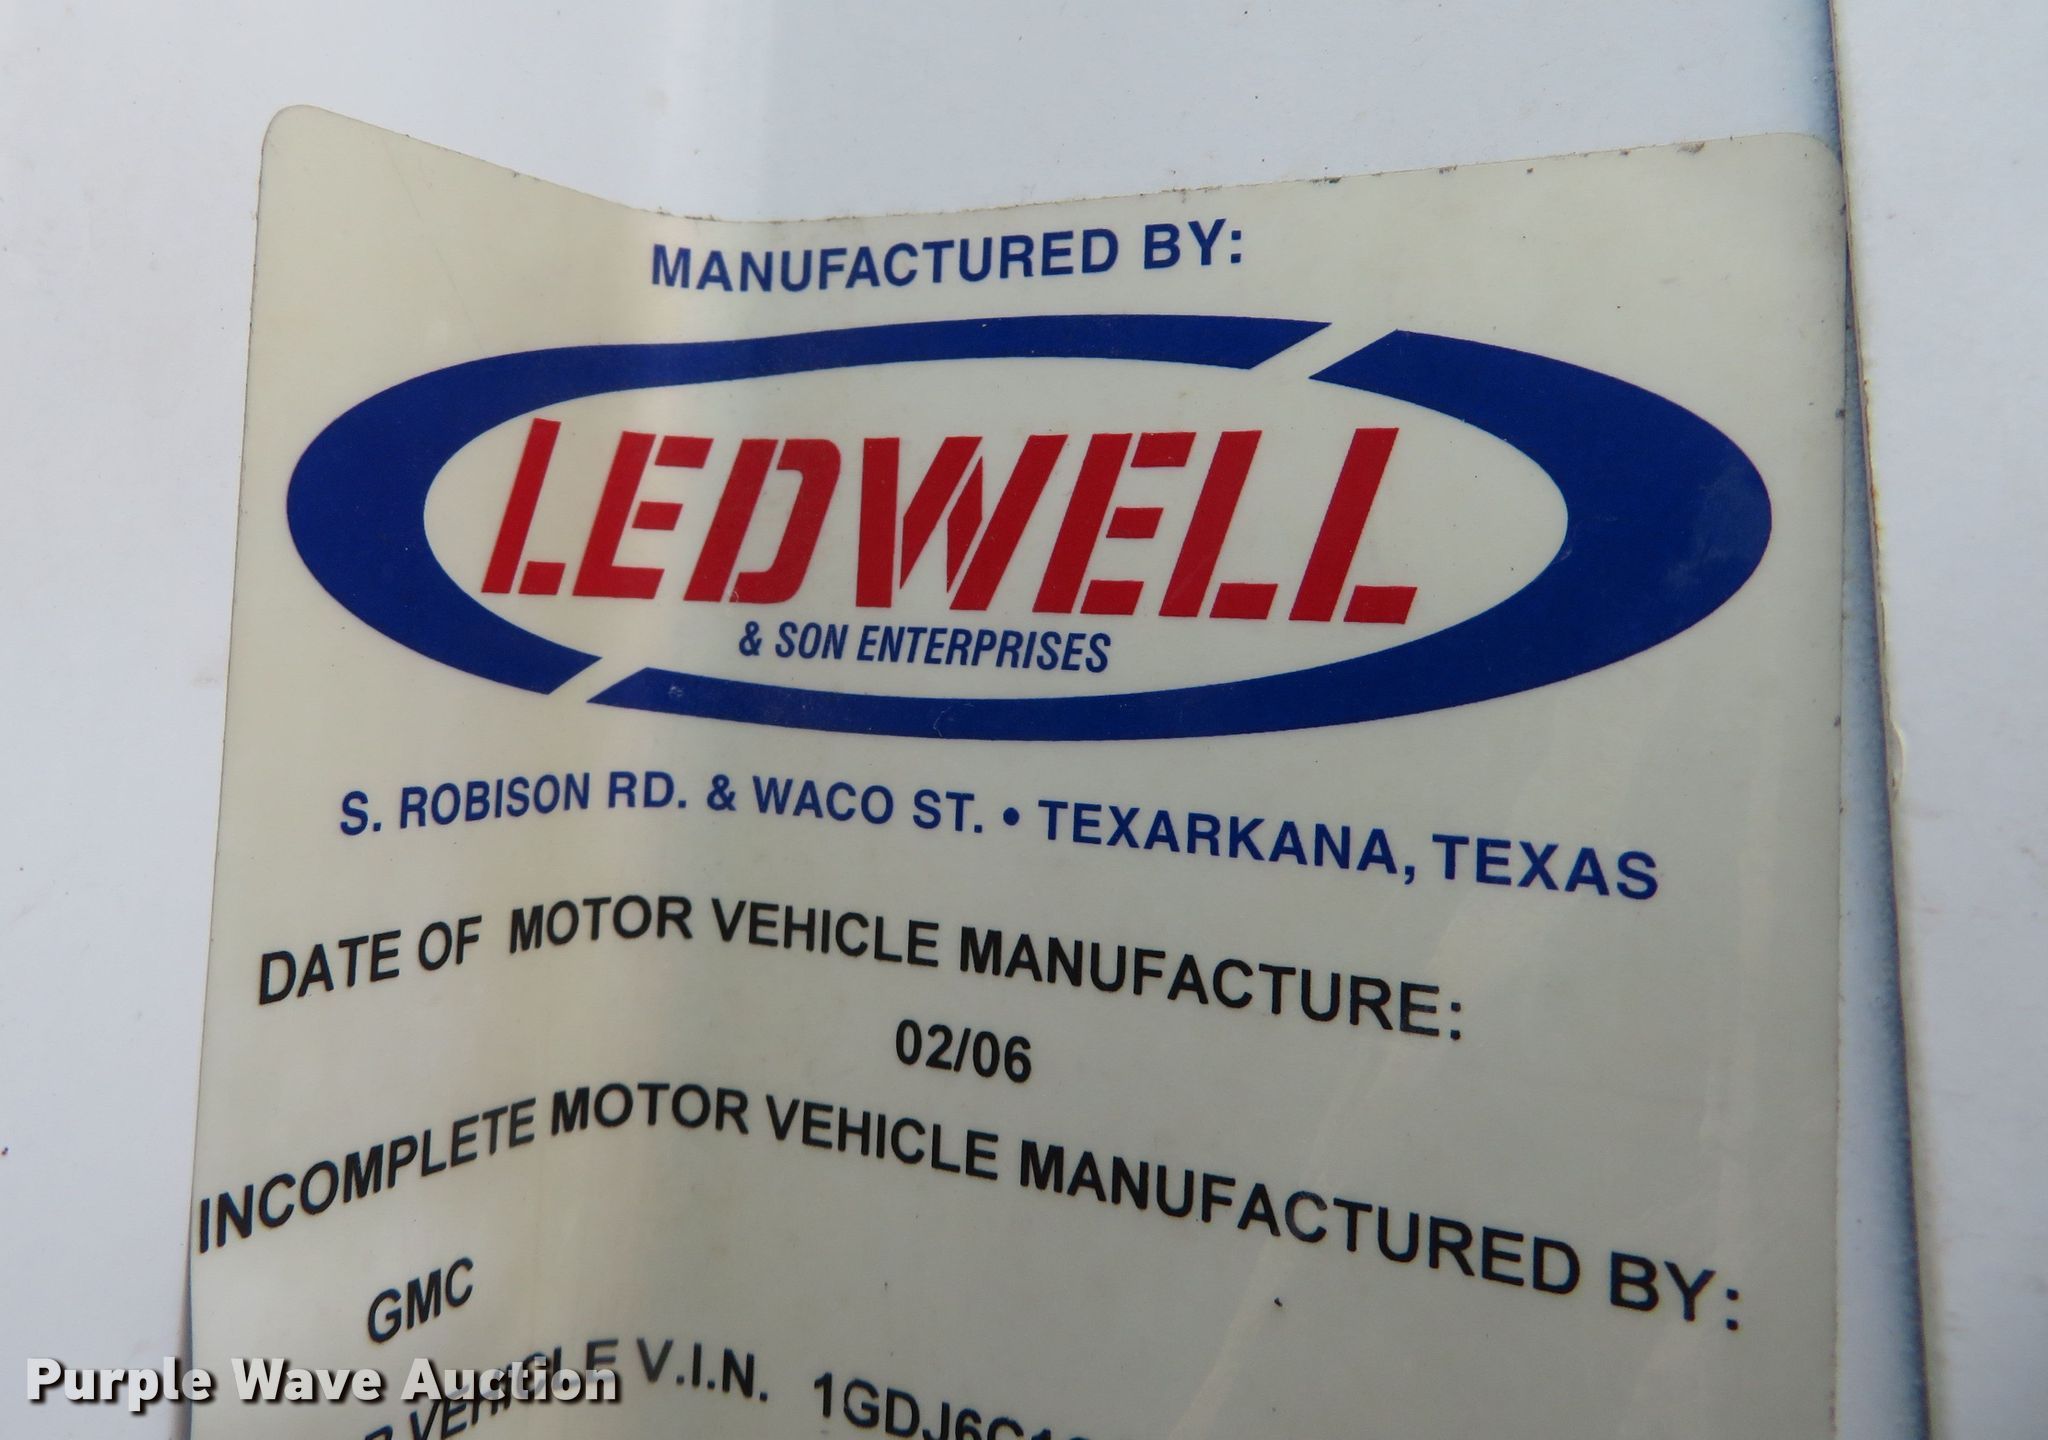 MANUFACTURED BY:
LEDWELL
& SON ENTERPRISES
S. ROBISON RD. & WACO ST. • TEXARKANA, TEXAS
DATE OF MOTOR VEHICLE MANUFACTURE:
02/06
INCOMPLETE MOTOR VEHICLE MANUFACTURED BY:
GMC
VEHICLE V.I.N.
Purple Wave Auction